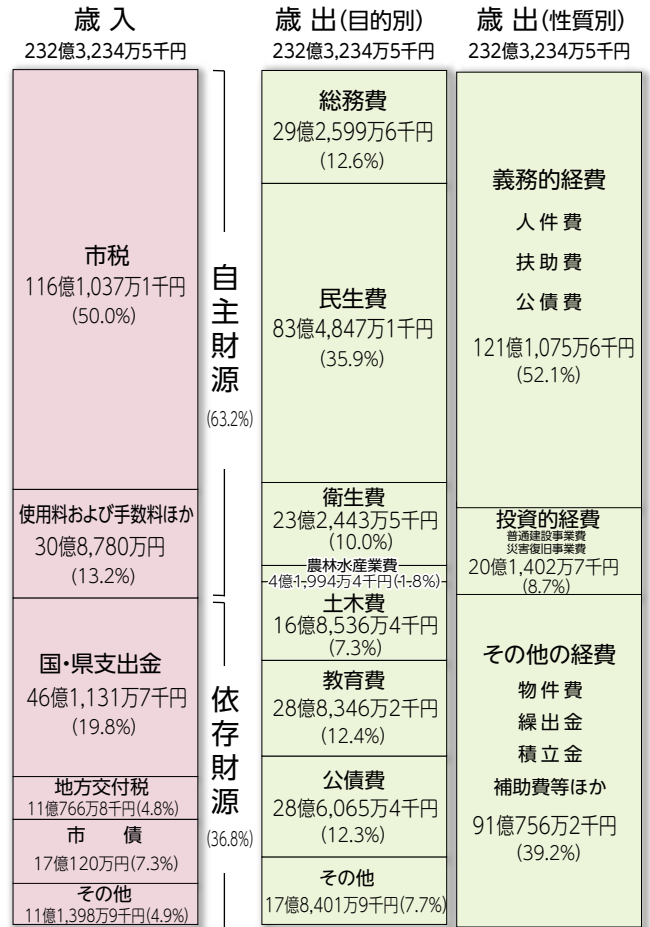 歳入
232億3,234万5千円
市税
116億1,037万1千円
(50.0%)
使用料および手数料ほか
30億8,780万円
(13.2%)
国・県支出金
46億1,131万7千円
(19.8%)
地方交付税
11億766万8千円(4.8%)
市　債
17億120万円(7.3%)
その他
11億1,398万9千円(4.9%)
自主財源
(63.2%)
依存財源
(36.8%)
歳出(目的別)
232億3,234万5千円
総務費
29億2,599万6千円
(12.6%)
民生費
83億4,847万1千円
(35.9%)
衛生費
23億2,443万5千円
(10.0%)
農林水産業費
4億1,994万4千円(1.8%)
土木費
16億8,536万4千円
(7.3%)
教育費
28億8,346万2千円
(12.4%)
公債費
28億6,065万4千円
(12.3%)
その他
17億8,401万9千円(7.7%)
歳出(性質別)
232億3,234万5千円
義務的経費
人件費
扶助費
公債費
121億1,075万6千円
(52.1%)
投資的経費
普通建設事業費
災害復旧事業費
20億1,402万7千円
(8.7%)
その他の経費
物件費
繰出金
積立金
補助費等ほか
91億756万2千円
(39.2%)